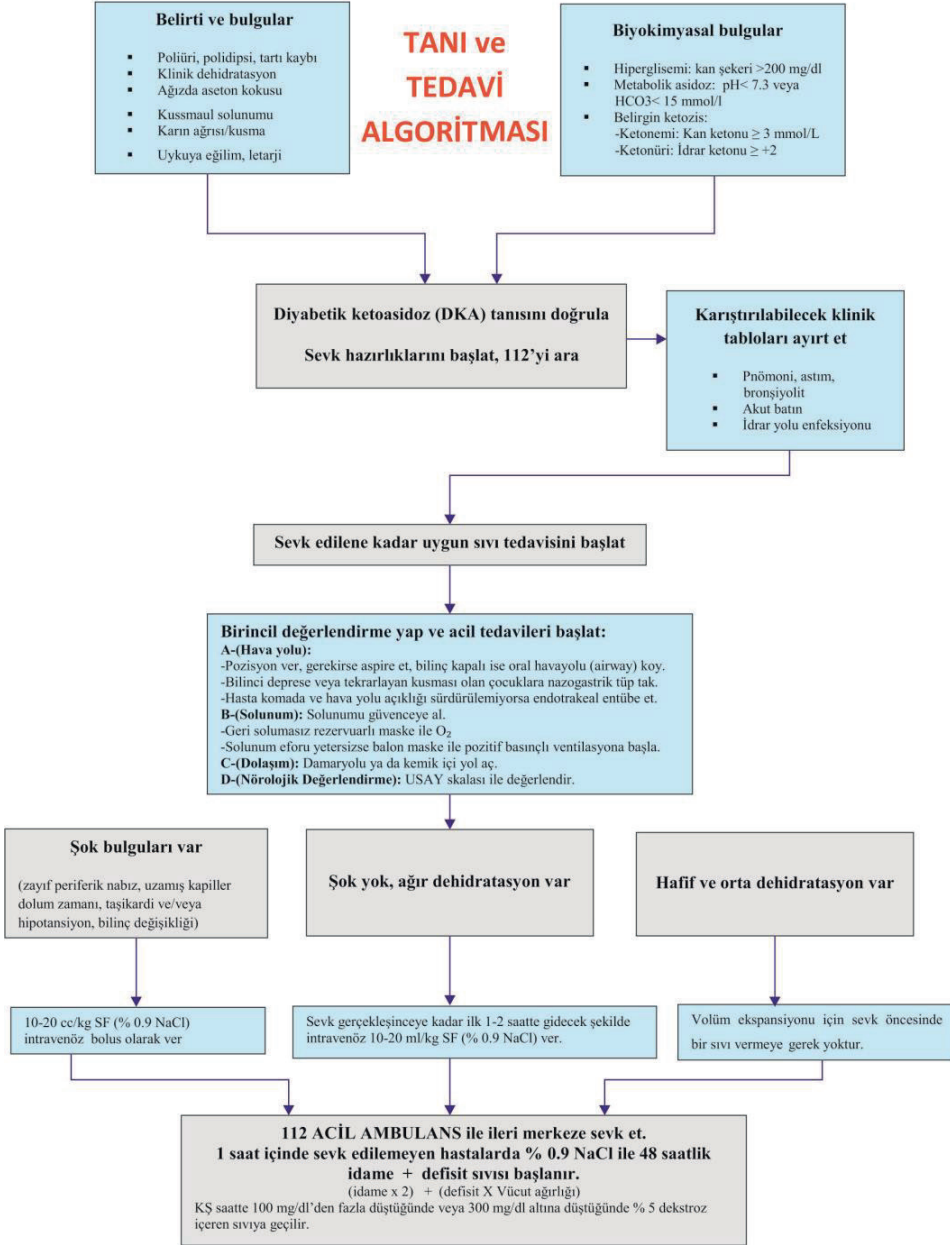 Belirti ve bulgular
▪ Poliüri, polidipsi, tartı kaybı
▪ Klinik dehidratasyon
▪ Ağızda aseton kokusu
▪ Kussmaul solunumu
▪ Karın ağrısı/kusma
▪ Uykuya eğilim, letarji
TANI ve
TEDAVİ
ALGORİTMASI
Biyokimyasal bulgular
▪ Hiperglisemi: kan şekeri >200 mg/dl
▪ Metabolik asidoz: pH< 7.3 veya
HCO3< 15 mmol/l
▪ Belirgin ketozis:
-Ketonemi: Kan ketonu ≥ 3 mmol/L
-Ketonüri: İdrar ketonu ≥ +2
Diyabetik ketoasidoz (DKA) tanısını doğrula
Sevk hazırlıklarını başlat, 112’yi ara
Karıştırılabilecek klinik
tabloları ayırt et
▪ Pnömoni, astım,
bronşiyolit
▪ Akut batın
▪ İdrar yolu enfeksiyonu
Sevk edilene kadar uygun sıvı tedavisini başlat
Birincil değerlendirme yap ve acil tedavileri başlat:
A-(Hava yolu):
-Pozisyon ver, gerekirse aspire et, bilinç kapalı ise oral havayolu (airway) koy.
-Bilinci deprese veya tekrarlayan kusması olan çocuklara nazogastrik tüp tak.
-Hasta komada ve hava yolu açıklığı sürdürülemiyorsa endotrakeal entübe et.
B-(Solunum): Solunumu güvenceye al.
-Geri solumasız rezervuarlı maske ile O₂
-Solunum eforu yetersizse balon maske ile pozitif basınçlı ventilasyona başla.
C-(Dolaşım): Damaryolu ya da kemik içi yol aç.
D-(Nörolojik Değerlendirme): USAY skalası ile değerlendir.
Şok bulguları var
(zayıf periferik nabız, uzamış kapiller
dolum zamanı, taşikardi ve/veya
hipotansiyon, bilinç değişikliği)
Şok yok, ağır dehidratasyon var
Hafif ve orta dehidratasyon var
10-20 cc/kg SF (% 0.9 NaCl)
intravenöz bolus olarak ver
Sevk gerçekleşinceye kadar ilk 1-2 saatte gidecek şekilde
intravenöz 10-20 ml/kg SF (% 0.9 NaCl) ver.
Volüm ekspansiyonu için sevk öncesinde
bir sıvı vermeye gerek yoktur.
112 ACİL AMBULANS ile ileri merkeze sevk et.
1 saat içinde sevk edilemeyen hastalarda % 0.9 NaCl ile 48 saatlik
idame + defisit sıvısı başlanır.
(idame x 2) + (defisit X Vücut ağırlığı)
KŞ saatte 100 mg/dl’den fazla düştüğünde veya 300 mg/dl altına düştüğünde % 5 dekstroz
içeren sıvıya geçilir.